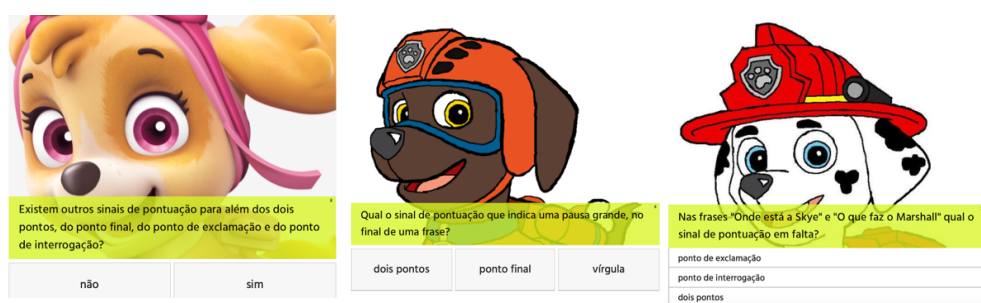 Existem outros sinais de pontuação para além dos dois
pontos, do ponto final, do ponto de exclamação e do ponto
de interrogação?
não
sim
Qual o sinal de pontuação que indica uma pausa grande, no
final de uma frase?
dois pontos
ponto final
vírgula
Nas frases "Onde está a Skye" e "O que faz o Marshall" qual o
sinal de pontuação em falta?
ponto de exclamação
ponto de interrogação
dois pontos